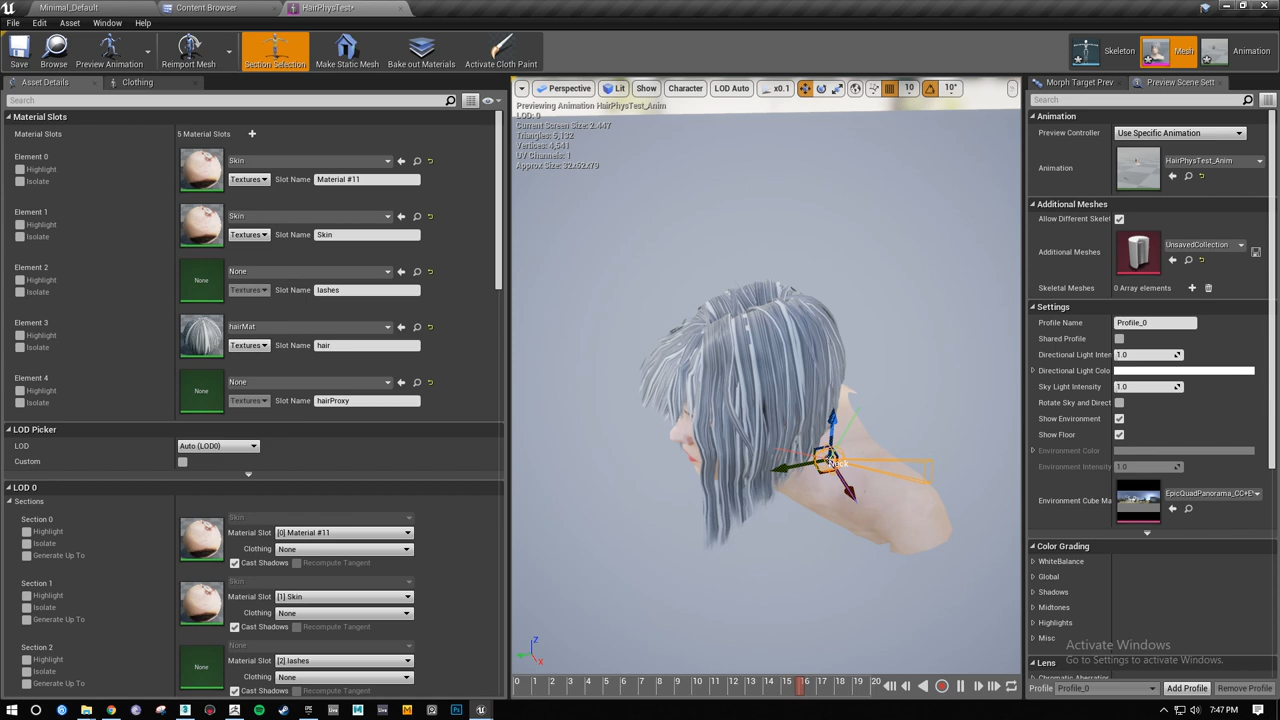 Minimal_Default
Content Browser
HairPhysTest*
File Edit Asset Window Help
Save
Browse
Preview Animation
Reimport Mesh
Section Selection
Make Static Mesh
Bake out Materials
Activate Cloth Paint
Skeleton
Mesh
Animation
Asset Details
Clothing
Search
Material Slots
Material Slots
5 Material Slots
Element 0
Highlight
Isolate
Skin
Textures
Slot Name
Material #11
Element 1
Highlight
Isolate
Skin
Textures
Slot Name
Skin
Element 2
Highlight
Isolate
None
None
Textures
Slot Name
lashes
Element 3
Highlight
Isolate
hairMat
Textures
Slot Name
hair
Element 4
Highlight
Isolate
None
None
Textures
Slot Name
hairProxy
LOD Picker
LOD
Auto (LOD0)
Custom
LOD 0
Sections
Section 0
Highlight
Isolate
Generate Up To
Skin
Material Slot
[0] Material #11
Clothing
None
Cast Shadows
Recompute Tangent
Section 1
Highlight
Isolate
Generate Up To
Skin
Material Slot
[1] Skin
Clothing
None
Cast Shadows
Recompute Tangent
Section 2
Highlight
Isolate
Generate Up To
None
None
Material Slot
[2] lashes
Clothing
None
Cast Shadows
Recompute Tangent
Perspective
Lit
Show
Character
LOD Auto
x0.1
10
10°
Previewing Animation HairPhysTest_Anim
LOD: 0
Current Screen Size: 2.447
Triangles: 5,132
Vertices: 4,541
UV Channels: 1
Approx Size: 32x52x79
Neck
z
x
0 1 2 3 4 5 6 7 8 9 10 11 12 13 14 15 16 17 18 19 20
Morph Target Prev
Preview Scene Sett
Search
Animation
Preview Controller
Use Specific Animation
Animation
HairPhysTest_Anim
Additional Meshes
Allow Different Skele
Additional Meshes
UnsavedCollection
Skeletal Meshes
0 Array elements
Settings
Profile Name
Profile_0
Shared Profile
Directional Light Inten
1.0
Directional Light Colo
Sky Light Intensity
1.0
Rotate Sky and Direct
Show Environment
Show Floor
Environment Color
Environment Intensity
1.0
Environment Cube Ma
EpicQuadPanorama_CC+E
Color Grading
WhiteBalance
Global
Shadows
Midtones
Highlights
Misc
Lens
Chromatic Aberration
Activate Windows
Go to Settings to activate Windows.
Profile
Profile_0
Add Profile
Remove Profile
7:47 PM